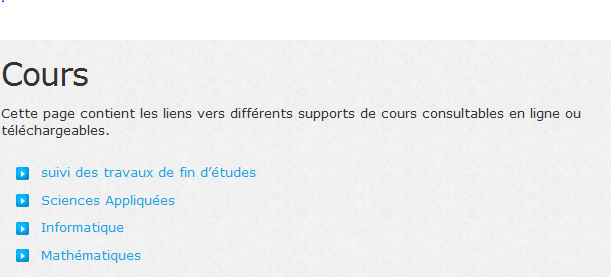 Cours
Cette page contient les liens vers différents supports de cours consultables en ligne ou
téléchargeables.
suivi des travaux de fin d'études
Sciences Appliquées
Informatique
Mathématiques